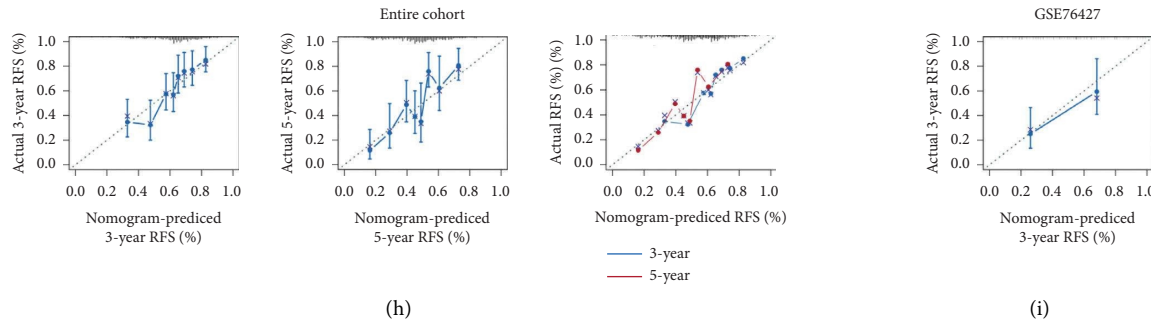 Entire cohort
GSE76427
Actual 3-year RFS (%)
1.0
0.8
0.6
0.4
0.2
0.0
0.0 0.2 0.4 0.6 0.8 1.0
Nomogram-prediced
3-year RFS (%)
Actual 5-year RFS (%)
1.0
0.8
0.6
0.4
0.2
0.0
0.0 0.2 0.4 0.6 0.8 1.0
Nomogram-prediced
5-year RFS (%)
Actual RFS (%) (%)
1.0
0.8
0.6
0.4
0.2
0.0
0.0 0.2 0.4 0.6 0.8 1.0
Nomogram-prediced RFS (%)
3-year
5-year
Actual 3-year RFS (%)
1.0
0.8
0.6
0.4
0.2
0.0
0.0 0.2 0.4 0.6 0.8 1.0
Nomogram-prediced
3-year RFS (%)
(h)
(i)